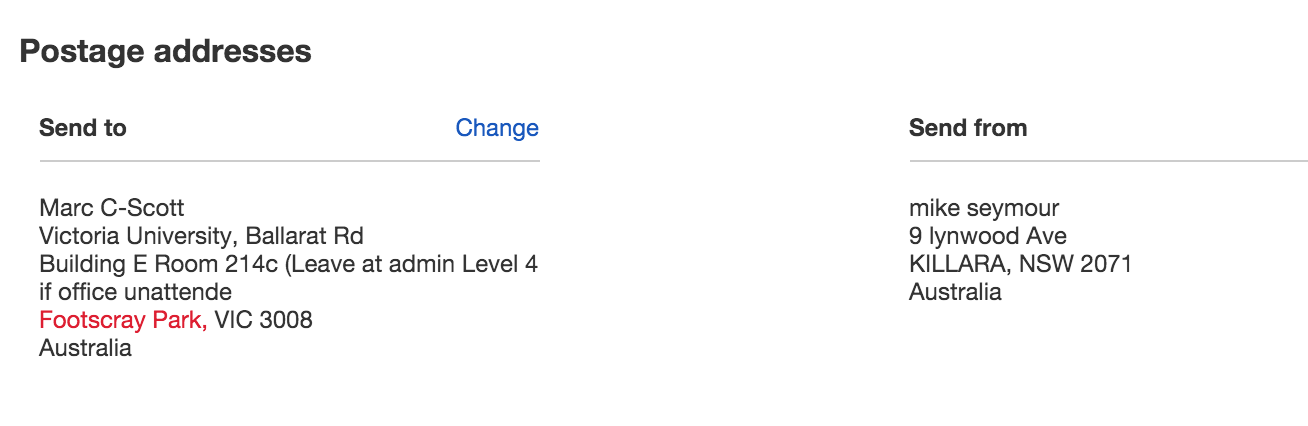 Postage addresses
Send to
Change
Marc C-Scott
Victoria University, Ballarat Rd
Building E Room 214c (Leave at admin Level 4
if office unattende
Footscray Park, VIC 3008
Australia
Send from
mike seymour
9 lynwood Ave
KILLARA, NSW 2071
Australia